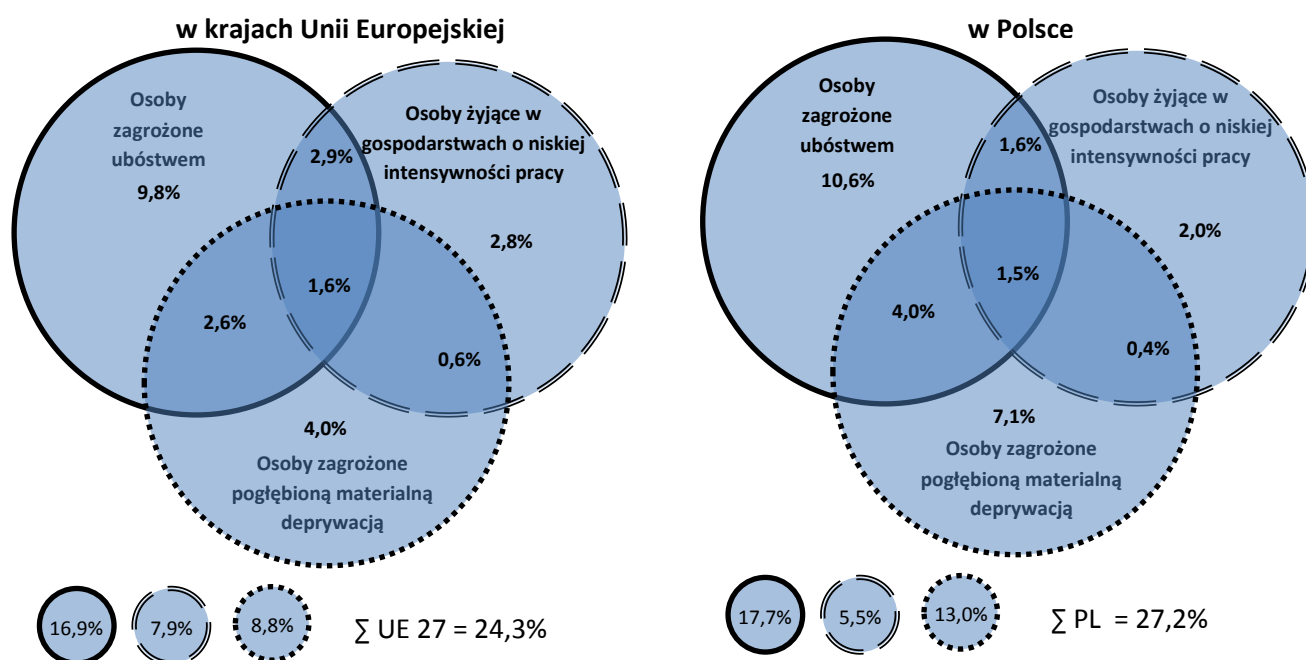 w krajach Unii Europejskiej
Osoby
zagrożone
ubóstwem
9,8%
Osoby żyjące w
gospodarstwach o niskiej
intensywności pracy
2,9%
2,8%
1,6%
2,6%
0,6%
4,0%
Osoby zagrożone
pogłębioną materialną
deprywacją
16,9%
7,9%
8,8%
∑ UE 27 = 24,3%
w Polsce
Osoby
zagrożone
ubóstwem
10,6%
Osoby żyjące w
gospodarstwach o niskiej
intensywności pracy
1,6%
2,0%
1,5%
4,0%
0,4%
7,1%
Osoby zagrożone
pogłębioną materialną
deprywacją
17,7%
5,5%
13,0%
∑ PL = 27,2%